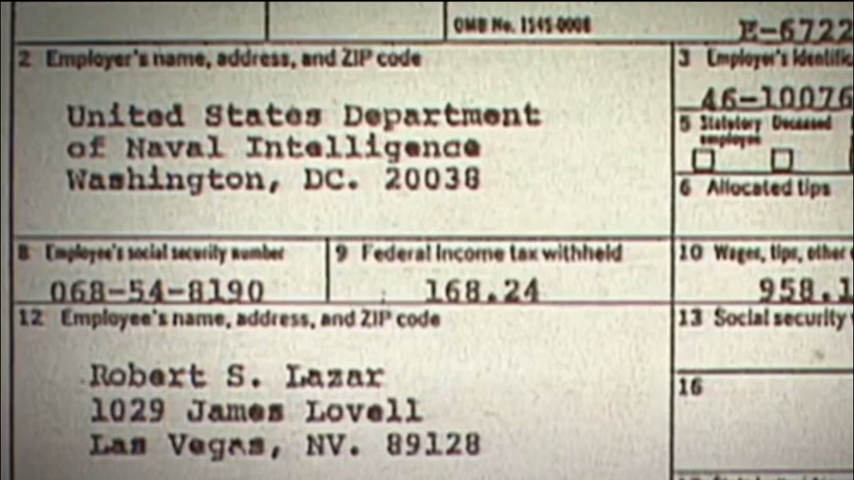 OMB No. 1545-0008
E-6722
2 Employer's name, address, and ZIP code
3 Employer's identific
46-10076
United States Department
of Naval Intelligence
Washington, DC. 20038
5 Statutory employee Deceased
6 Allocated tips
8 Employee's social security number
9 Federal income tax withheld
10 Wages, tips, other
068-54-8190
168.24
958.1
12 Employee's name, address, and ZIP code
13 Social security
Robert S. Lazar
1029 James Lovell
Las Vegas, NV. 89128
16